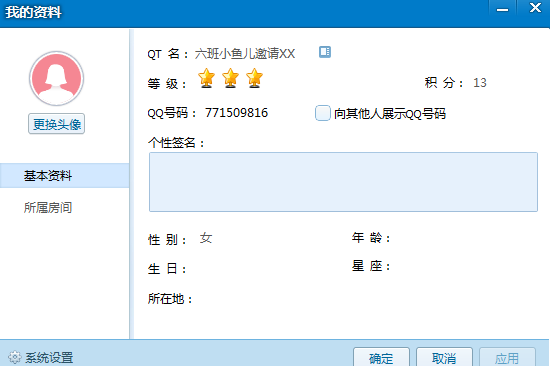 我的资料
QT 名：六班小鱼儿邀请XX
等 级：
积 分：13
更换头像
QQ号码：771509816
向其他人展示QQ号码
个性签名：
基本资料
所属房间
性 别： 女
年 龄：
生 日：
星 座：
所在地：
系统设置
确定
取消
应用